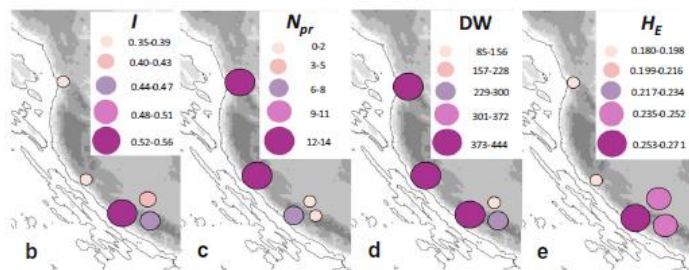 I
0.35-0.39
0.40-0.43
0.44-0.47
0.48-0.51
0.52-0.56
b
Npr
0-2
3-5
6-8
9-11
12-14
c
DW
85-156
157-228
229-300
301-372
373-444
d
HE
0.180-0.198
0.199-0.216
0.217-0.234
0.235-0.252
0.253-0.271
e